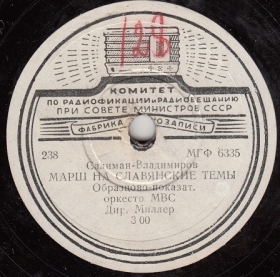 128
КОМИТЕТ
ПО РАДИОФИКАЦИИ и РАДИОВЕЩАНИЮ
ПРИ СОВЕТЕ МИНИСТРОВ СССР
ФАБРИКА ЗВУКОЗАПИСИ
238 МГФ 6335
Салиман-Владимиров
МАРШ НА СЛАВЯНСКИЕ ТЕМЫ
Образцово-показат.
оркестр МВС
Дир. Миллер
3 00